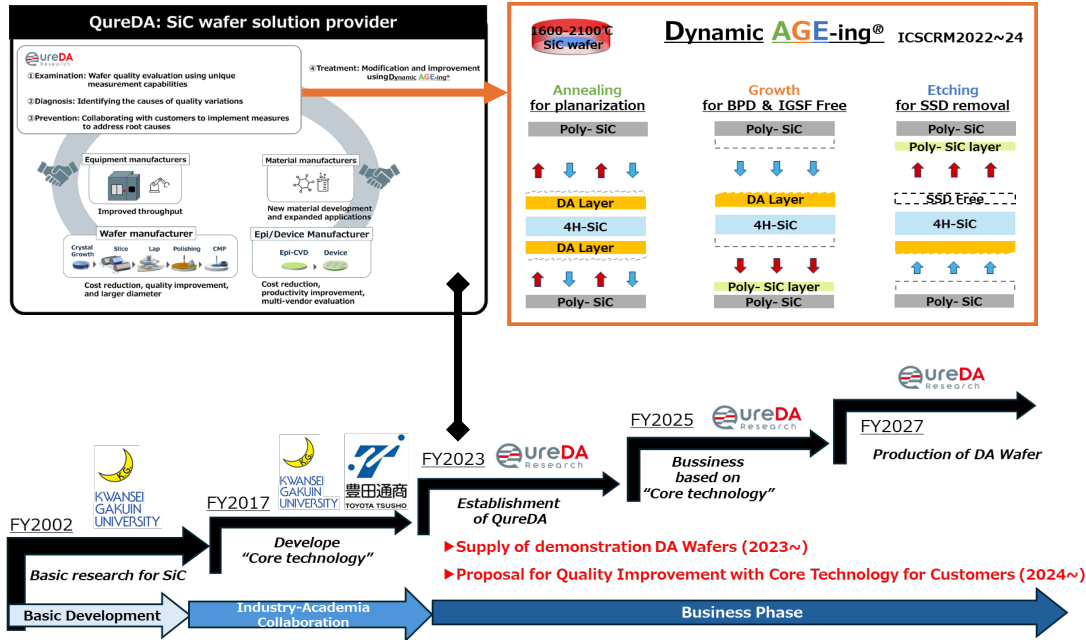 QureDA: SiC wafer solution provider
QureDA
Research
①Examination: Wafer quality evaluation using unique
measurement capabilities
②Diagnosis: Identifying the causes of quality variations
③Prevention: Collaborating with customers to implement measures
to address root causes
④Treatment: Modification and improvement
usingDynamic AGE-ing®
Equipment manufacturers
Improved throughput
Material manufacturers
New material development
and expanded applications
Wafer manufacturer
Crystal
Growth
Slice
Lap
Polishing
CMP
Cost reduction, quality improvement,
and larger diameter
Epi/Device Manufacturer
Epi-CVD
Device
Cost reduction,
productivity improvement,
multi-vendor evaluation
1600–2100℃
SiC wafer
Dynamic AGE-ing®
ICSCRM2022~24
Annealing
for planarization
Poly- SiC
DA Layer
4H-SiC
DA Layer
Poly- SiC
Growth
for BPD & IGSF Free
Poly- SiC
DA Layer
4H-SiC
Poly- SiC layer
Poly- SiC
Etching
for SSD removal
Poly- SiC
Poly- SiC layer
SSD Free
4H-SiC
Poly- SiC
FY2002
KG
KWANSEI
GAKUIN
UNIVERSITY
Basic research for SiC
FY2017
KG
KWANSEI
GAKUIN
UNIVERSITY
豊田通商
TOYOTA TSUSHO
Develope
“Core technology”
FY2023
QureDA
Research
Establishment
of QureDA
FY2025
QureDA
Research
Bussiness
based on
“Core technology”
FY2027
QureDA
Research
Production of DA Wafer
▶Supply of demonstration DA Wafers (2023~)
▶Proposal for Quality Improvement with Core Technology for Customers (2024~)
Basic Development
Industry-Academia
Collaboration
Business Phase